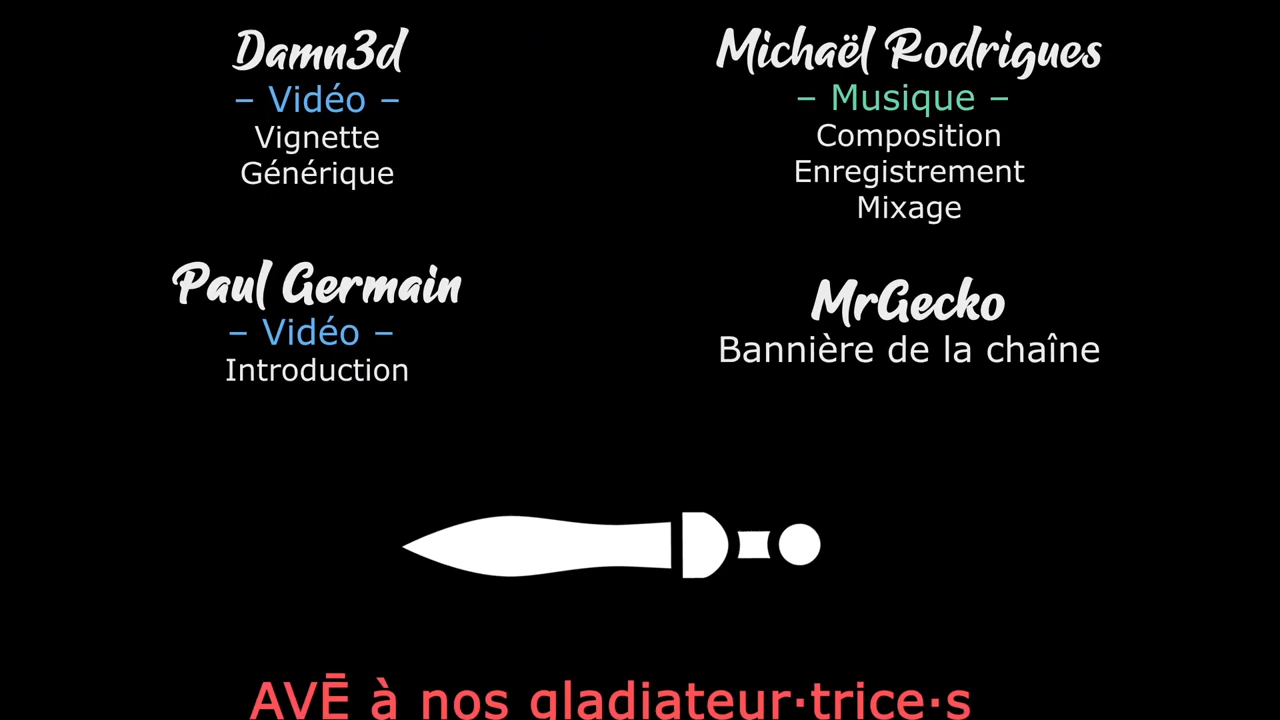 Damn3d
– Vidéo –
Vignette
Générique
Michaël Rodrigues
– Musique –
Composition
Enregistrement
Mixage
Paul Germain
– Vidéo –
Introduction
MrGecko
Bannière de la chaîne
AVĒ à nos gladiateur·trice·s